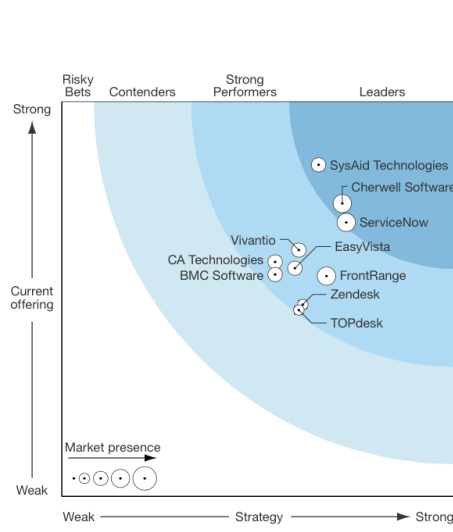 Risky
Bets
Contenders
Strong
Performers
Leaders
Strong
SysAid Technologies
Cherwell Software
ServiceNow
Vivantio
EasyVista
CA Technologies
BMC Software
FrontRange
Current
offering
Zendesk
TOPdesk
Market presence
Weak
Weak
Strategy
Strong